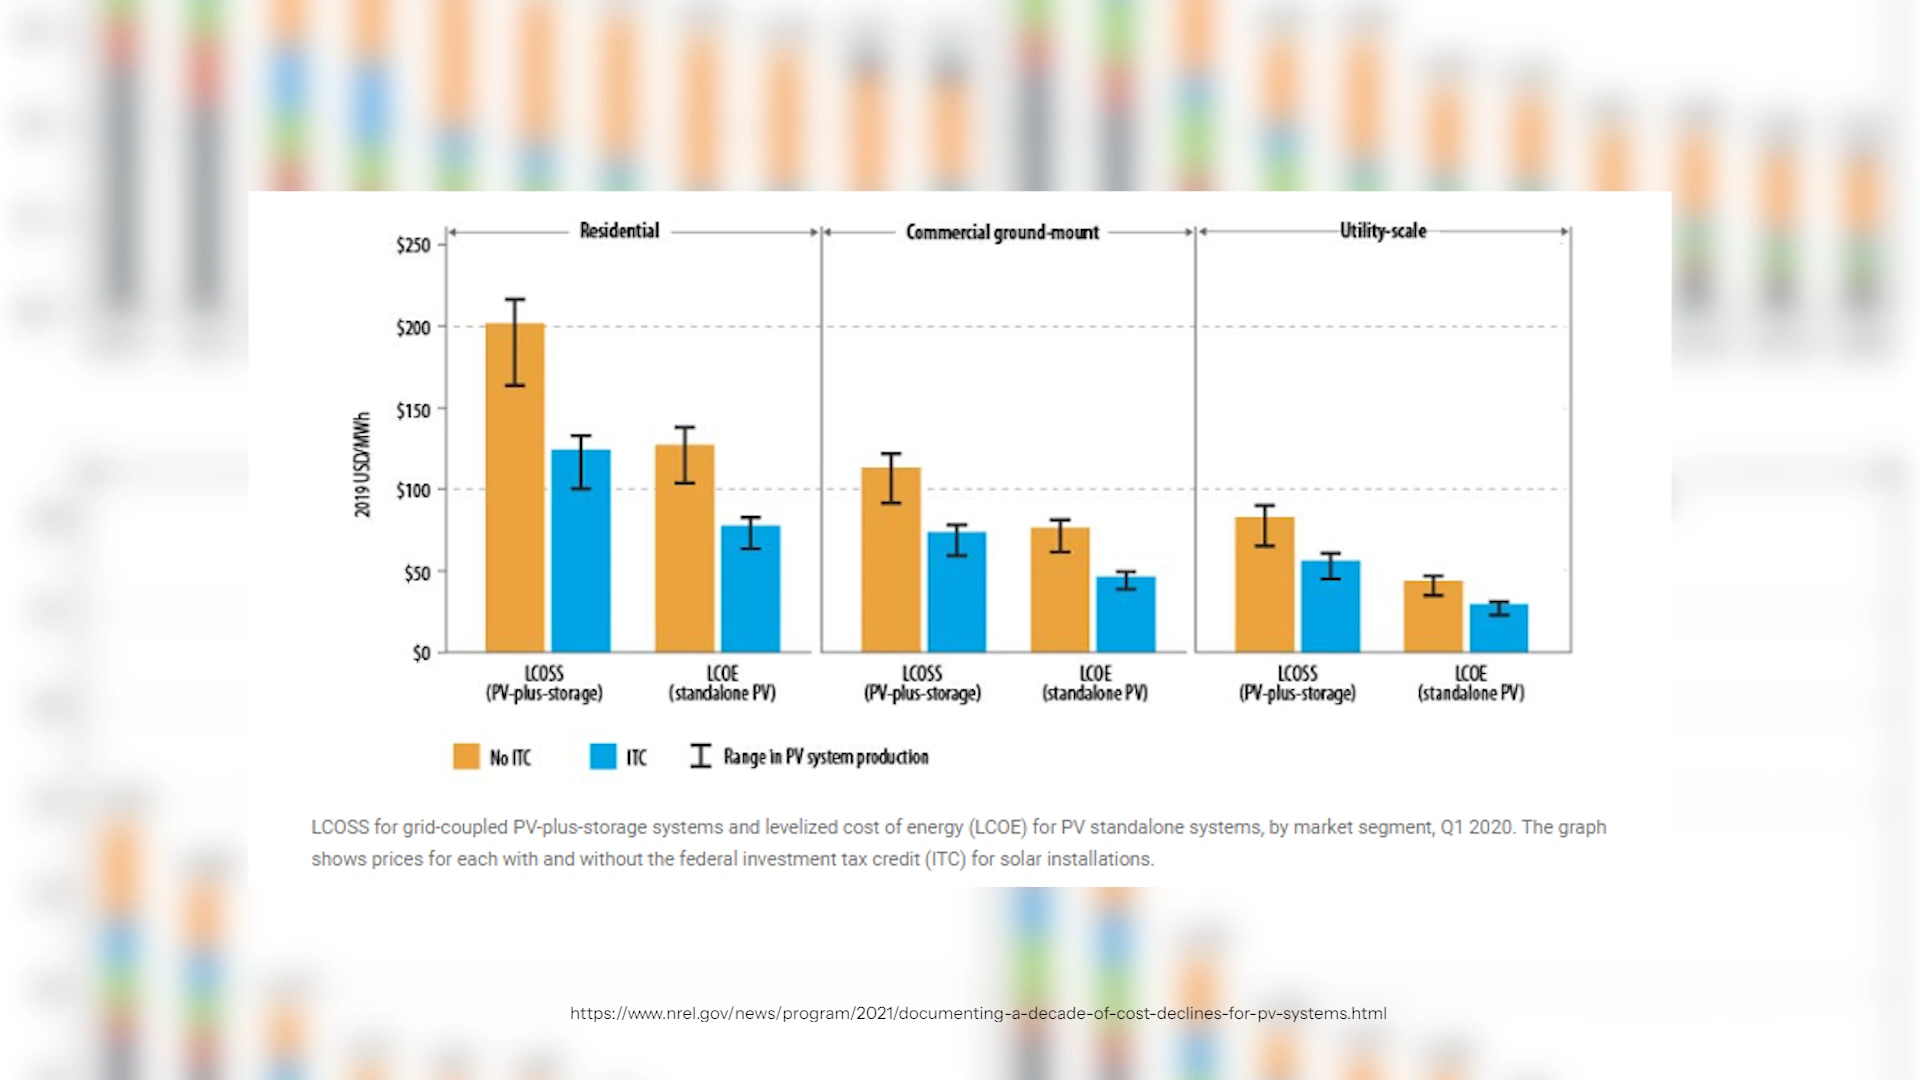 Residential
Commercial ground-mount
Utility-scale
$250
$200
$150
$100
$50
$0
2019 USD/MWh
LCOSS
(PV-plus-storage)
LCOE
(standalone PV)
LCOSS
(PV-plus-storage)
LCOE
(standalone PV)
LCOSS
(PV-plus-storage)
LCOE
(standalone PV)
No ITC
ITC
Range in PV system production
LCOSS for grid-coupled PV-plus-storage systems and levelized cost of energy (LCOE) for PV standalone systems, by market segment, Q1 2020. The graph
shows prices for each with and without the federal investment tax credit (ITC) for solar installations.
https://www.nrel.gov/news/program/2021/documenting-a-decade-of-cost-declines-for-pv-systems.html